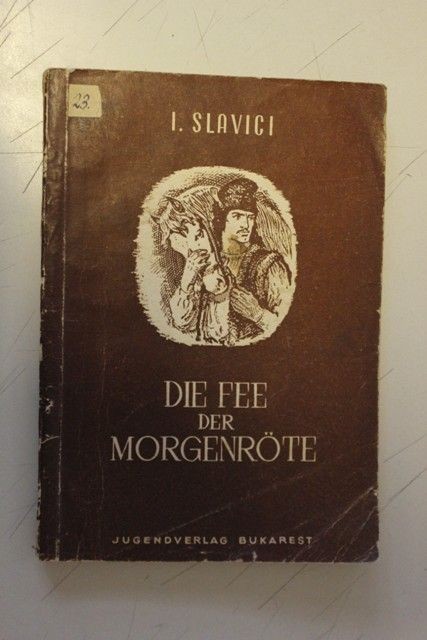 23.
I. SLAVICI
DIE FEE
DER
MORGENRÖTE
JUGENDVERLAG BUKAREST